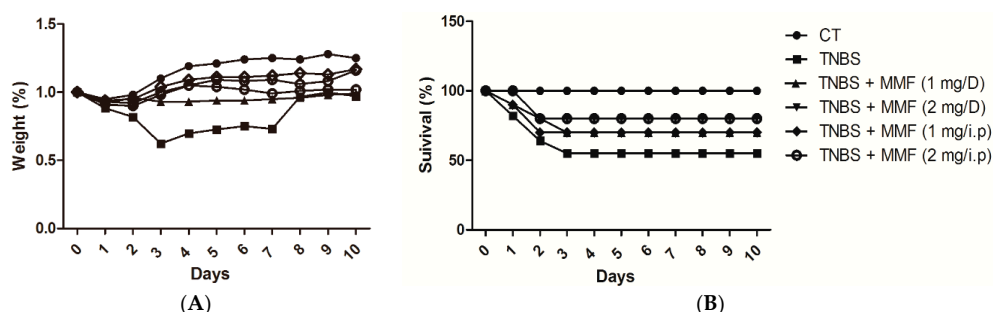 1.5
1.0
0.5
0.0
Weight (%)
0 1 2 3 4 5 6 7 8 9 10
Days
(A)
150
100
50
0
Suivival (%)
0 1 2 3 4 5 6 7 8 9 10
Days
(B)
CT
TNBS
TNBS + MMF (1 mg/D)
TNBS + MMF (2 mg/D)
TNBS + MMF (1 mg/i.p)
TNBS + MMF (2 mg/i.p)